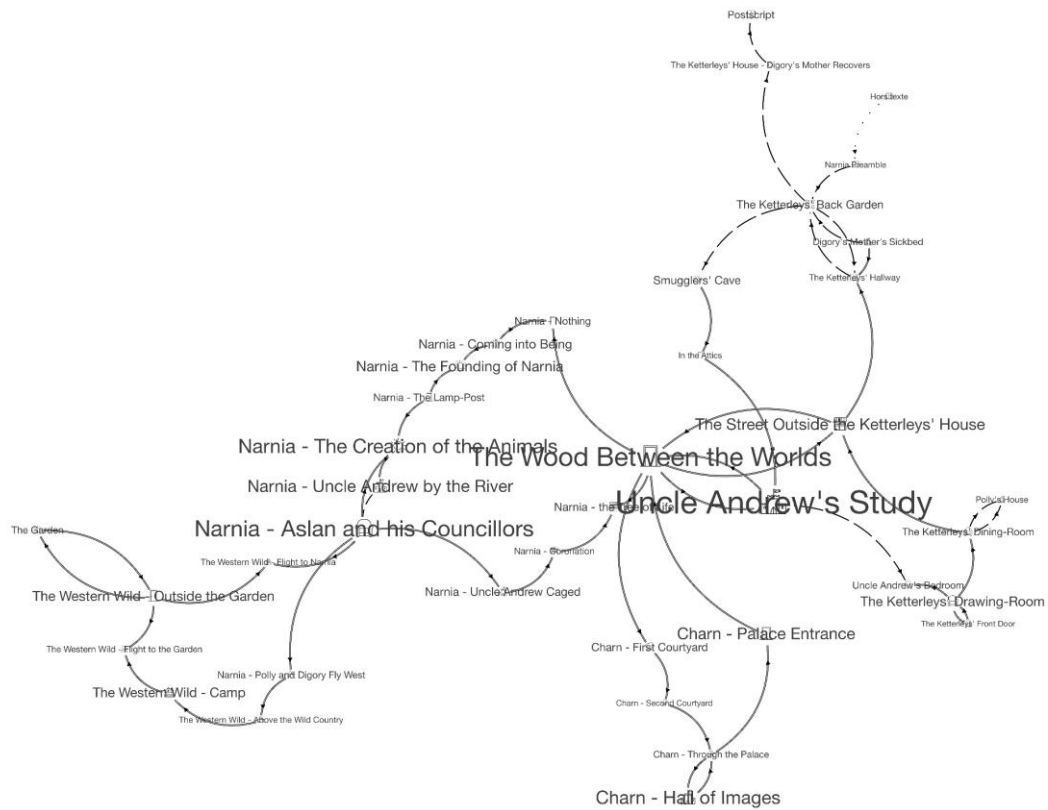 Postscript
The Ketterleys' House - Digory's Mother Recovers
Hors-texte
Narnia Preamble
The Ketterleys' Back Garden
Digory's Mother's Sickbed
The Ketterleys' Hallway
Smugglers' Cave
Narnia - Nothing
Narnia - Coming into Being
In the Attics
Narnia - The Founding of Narnia
Narnia - The Lamp-Post
The Street Outside the Ketterleys' House
Narnia - The Creation of the Animals
The Wood Between the Worlds
Narnia - Uncle Andrew by the River
Uncle Andrew's Study
Narnia - the Tree of Life
Polly's House
Narnia - Aslan and his Councillors
The Garden
The Ketterleys' Dining-Room
Narnia - Coronation
The Western Wild - Flight to Narnia
Uncle Andrew's Bedroom
Narnia - Uncle Andrew Caged
The Western Wild - Outside the Garden
The Ketterleys' Drawing-Room
The Ketterleys' Front Door
Charn - Palace Entrance
Charn - First Courtyard
The Western Wild - Flight to the Garden
Narnia - Polly and Digory Fly West
The Western Wild - Camp
Charn - Second Courtyard
The Western Wild - Above the Wild Country
Charn - Through the Palace
Charn - Hall of Images